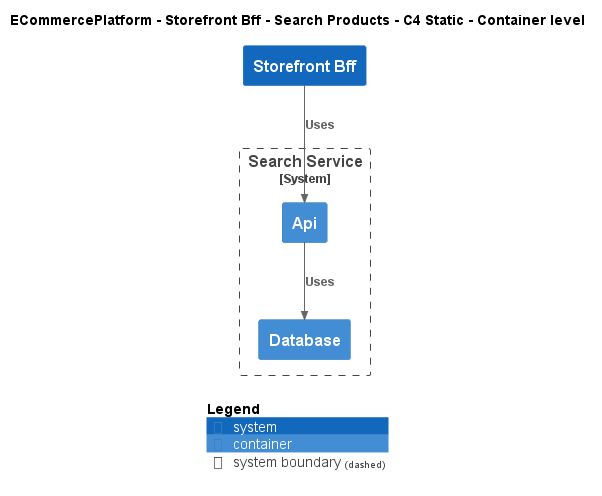 ECommercePlatform - Storefront Bff - Search Products - C4 Static - Container level
Storefront Bff
Uses
Search Service
[System]
Api
Uses
Database
Legend
system
container
system boundary (dashed)